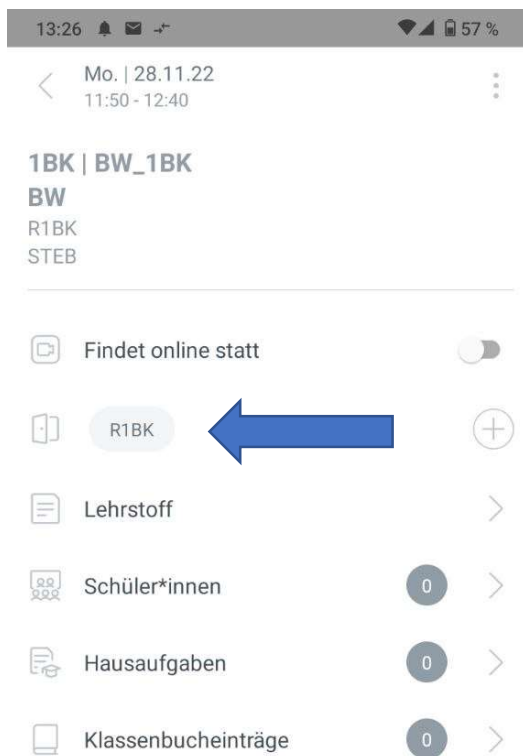 13:26 57 %
Mo. | 28.11.22
11:50 - 12:40
1BK | BW_1BK
BW
R1BK
STEB
Findet online statt
R1BK
Lehrstoff
Schüler*innen 0
Hausaufgaben 0
Klassenbucheinträge 0